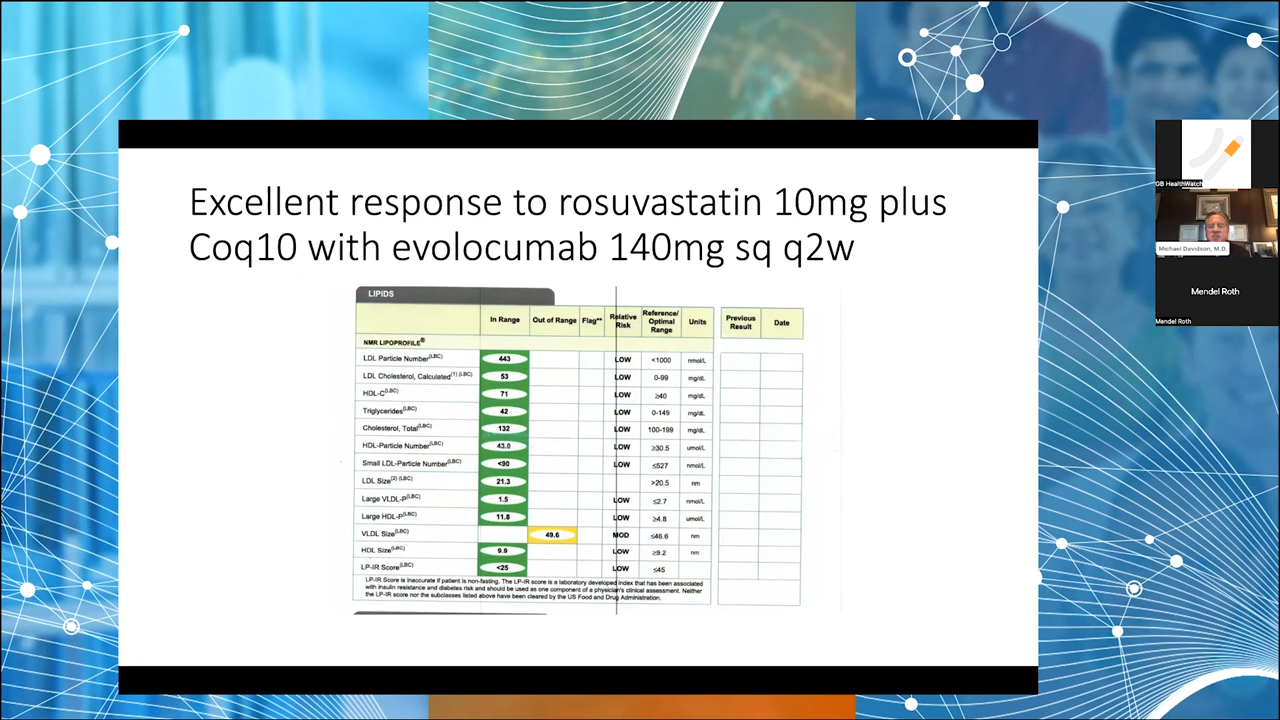 Excellent response to rosuvastatin 10mg plus
Coq10 with evolocumab 140mg sq q2w
LIPIDS
In Range Out of Range Flag** Relative Risk Reference/ Optimal Range Units Previous Result Date
NMR LIPOPROFILE®
LDL Particle Number(LBC) 443 LOW <1000 nmol/L
LDL Cholesterol, Calculated(1) (LBC) 53 LOW 0-99 mg/dL
HDL-C(LBC) 71 LOW ≥40 mg/dL
Triglycerides(LBC) 42 LOW 0-149 mg/dL
Cholesterol, Total(LBC) 132 LOW 100-199 mg/dL
HDL-Particle Number(LBC) 43.0 LOW ≥30.5 umol/L
Small LDL-Particle Number(LBC) <90 LOW ≤527 nmol/L
LDL Size(2) (LBC) 21.3 >20.5 nm
Large VLDL-P(LBC) 1.5 LOW ≤2.7 nmol/L
Large HDL-P(LBC) 11.8 LOW ≥4.8 umol/L
VLDL Size(LBC) 49.6 MOD ≤46.6 nm
HDL Size(LBC) 9.9 LOW ≥9.2 nm
LP-IR Score(LBC) <25 LOW ≤45
LP-IR Score is inaccurate if patient is non-fasting. The LP-IR score is a laboratory developed index that has been associated
with insulin resistance and diabetes risk and should be used as one component of a physician's clinical assessment. Neither
the LP-IR score nor the subclasses listed above have been cleared by the US Food and Drug Administration.
GB HealthWatch
Michael Davidson, M.D.
Mendel Roth
Mendel Roth